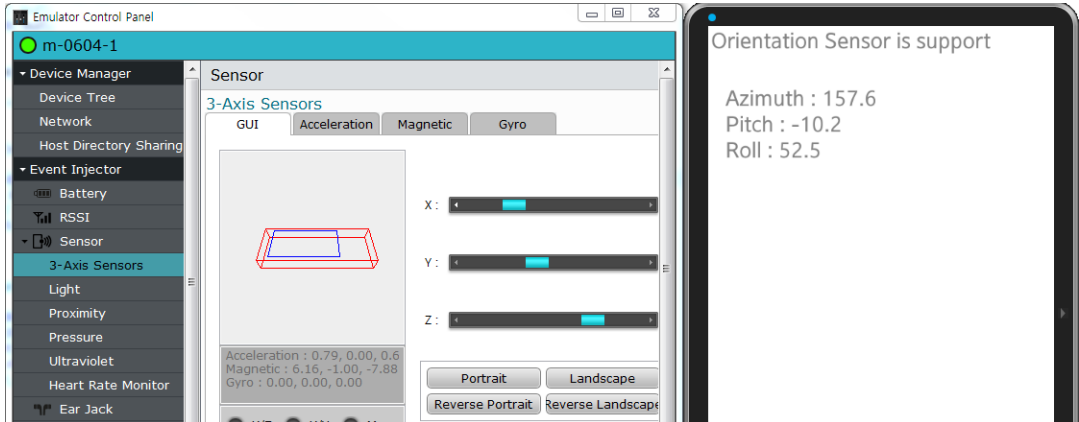 Emulator Control Panel
m-0604-1
Device Manager
Device Tree
Network
Host Directory Sharing
Event Injector
Battery
RSSI
Sensor
3-Axis Sensors
Light
Proximity
Pressure
Ultraviolet
Heart Rate Monitor
Ear Jack
Sensor
3-Axis Sensors
GUI Acceleration Magnetic Gyro
X :
Y :
Z :
Acceleration : 0.79, 0.00, 0.6
Magnetic : 6.16, -1.00, -7.88
Gyro : 0.00, 0.00, 0.00
Portrait Landscape
Reverse Portrait Reverse Landscape
Orientation Sensor is support
Azimuth : 157.6
Pitch : -10.2
Roll : 52.5